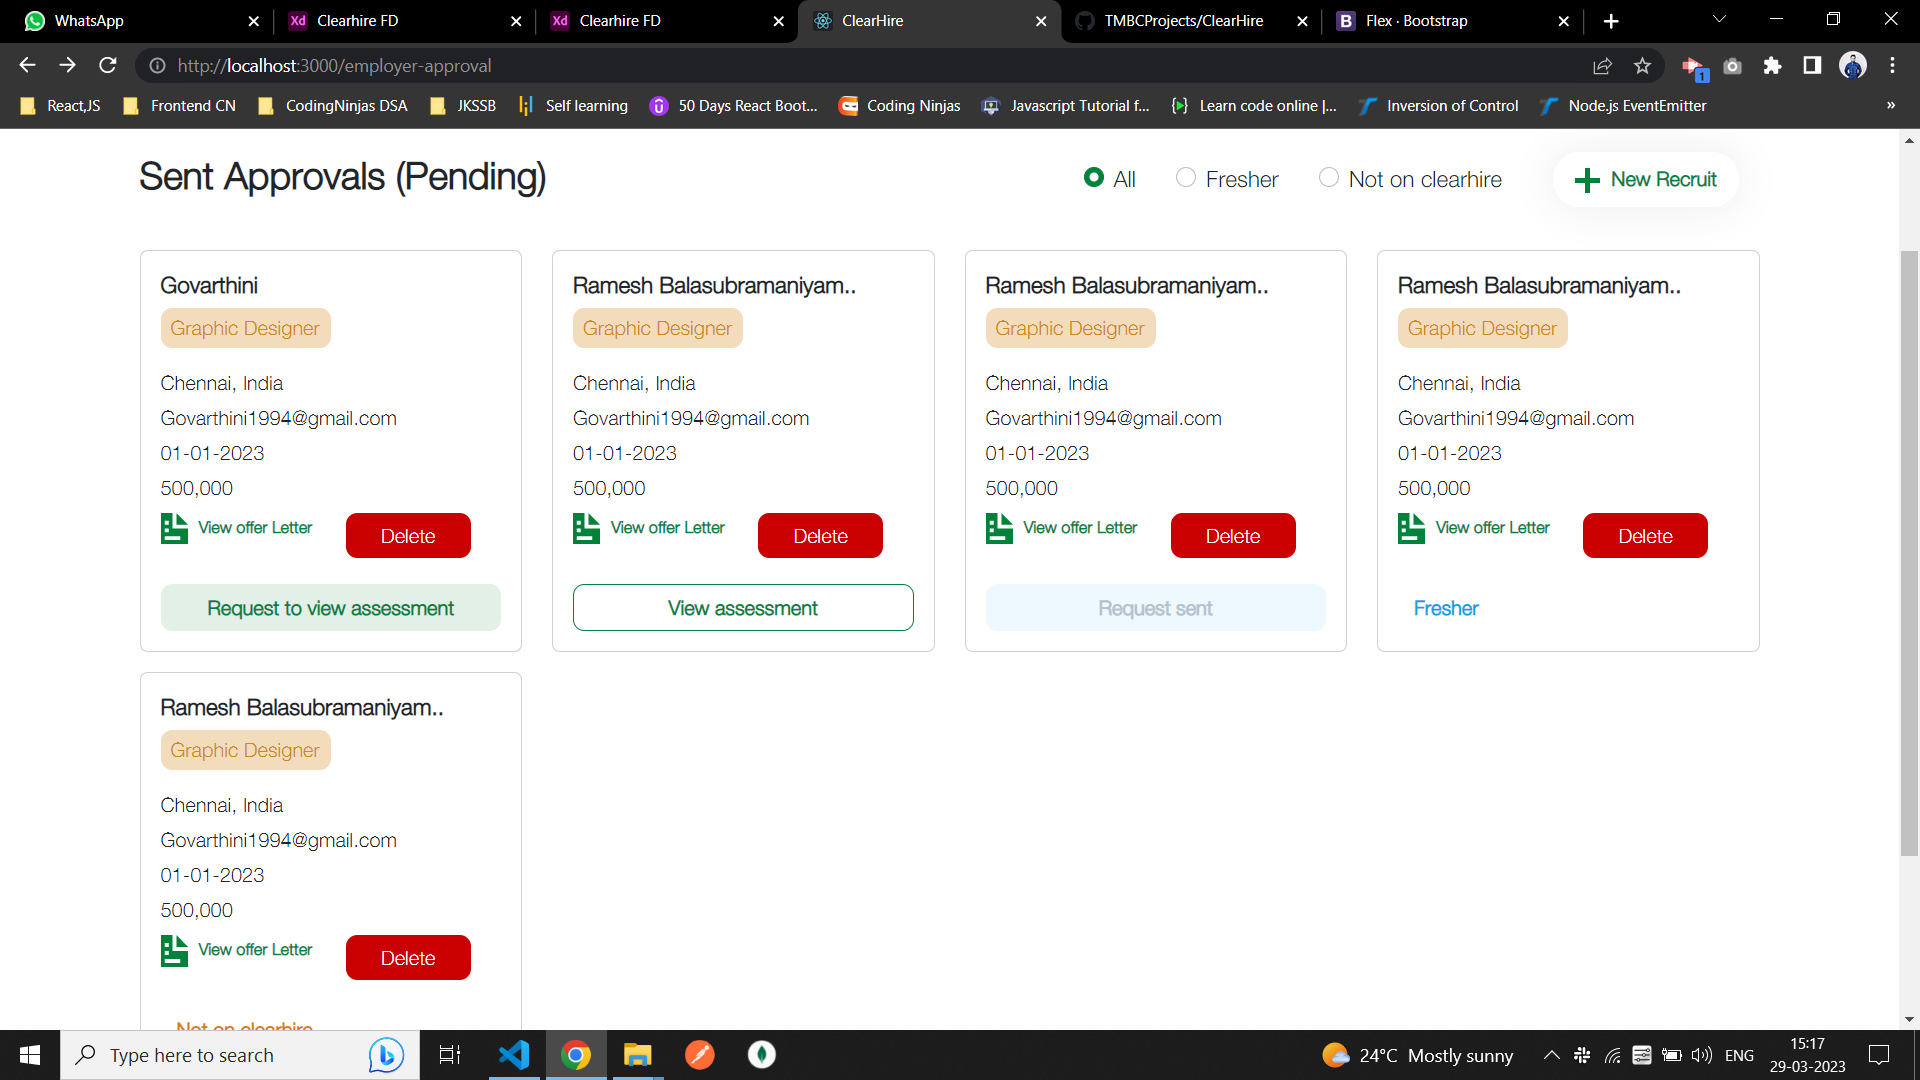 WhatsApp
Clearhire FD
Clearhire FD
ClearHire
TMBCProjects/ClearHire
Flex · Bootstrap
http://localhost:3000/employer-approval
1
React,JS
Frontend CN
CodingNinjas DSA
JKSSB
Self learning
50 Days React Boot...
Coding Ninjas
Javascript Tutorial f...
Learn code online |...
Inversion of Control
Node.js EventEmitter
»
Sent Approvals (Pending)
All
Fresher
Not on clearhire
New Recruit
Govarthini
Graphic Designer
Chennai, India
Govarthini1994@gmail.com
01-01-2023
500,000
View offer Letter
Delete
Request to view assessment
Ramesh Balasubramaniyam..
Graphic Designer
Chennai, India
Govarthini1994@gmail.com
01-01-2023
500,000
View offer Letter
Delete
View assessment
Ramesh Balasubramaniyam..
Graphic Designer
Chennai, India
Govarthini1994@gmail.com
01-01-2023
500,000
View offer Letter
Delete
Request sent
Ramesh Balasubramaniyam..
Graphic Designer
Chennai, India
Govarthini1994@gmail.com
01-01-2023
500,000
View offer Letter
Delete
Fresher
Ramesh Balasubramaniyam..
Graphic Designer
Chennai, India
Govarthini1994@gmail.com
01-01-2023
500,000
View offer Letter
Delete
Not on clearhire
Type here to search
24°C Mostly sunny
ENG
15:17
29-03-2023